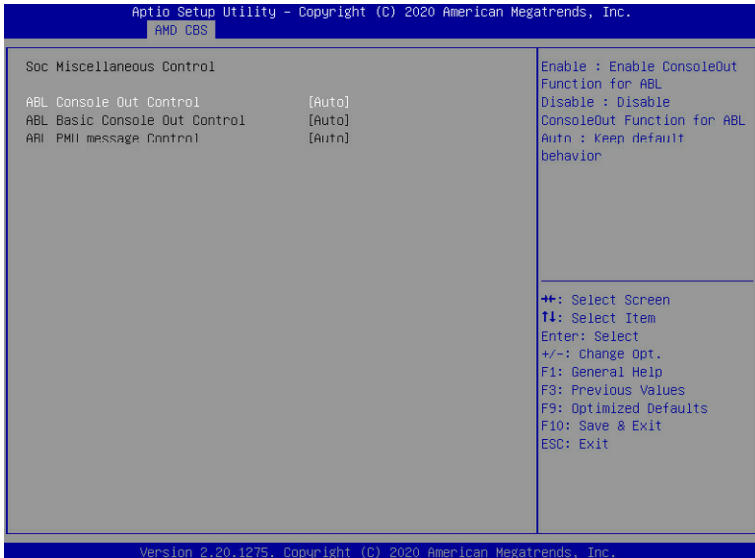 Aptio Setup Utility – Copyright (C) 2020 American Megatrends, Inc.
AMD CBS
Soc Miscellaneous Control
ABL Console Out Control [Auto]
ABL Basic Console Out Control [Auto]
ABL PMU message Control [Auto]
Enable : Enable ConsoleOut
Function for ABL
Disable : Disable
ConsoleOut Function for ABL
Auto : Keep default
behavior
→←: Select Screen
↑↓: Select Item
Enter: Select
+/-: Change Opt.
F1: General Help
F3: Previous Values
F9: Optimized Defaults
F10: Save & Exit
ESC: Exit
Version 2.20.1275. Copyright (C) 2020 American Megatrends, Inc.